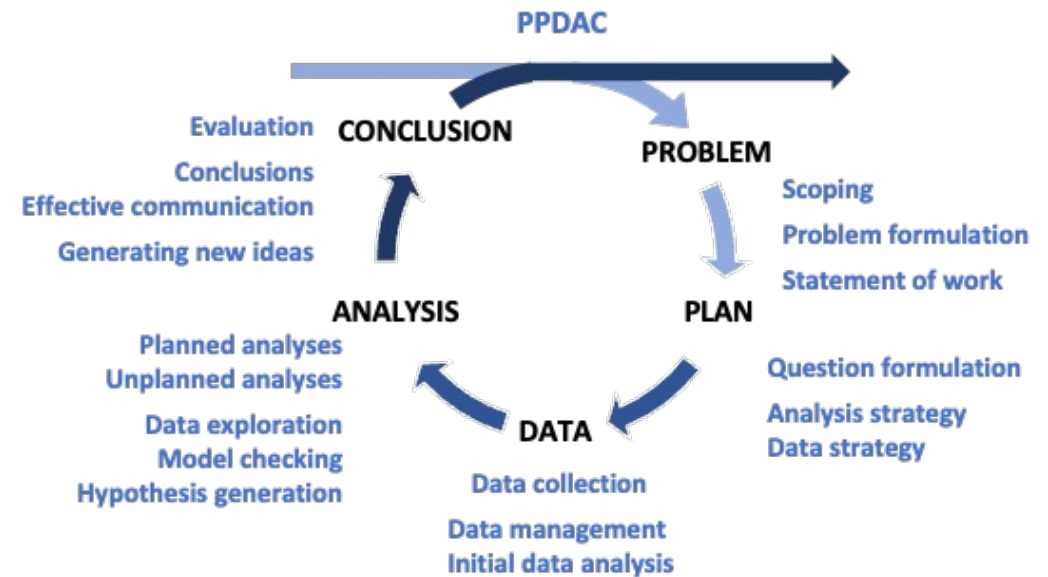 PPDAC
PROBLEM
Scoping
Problem formulation
Statement of work
PLAN
Question formulation
Analysis strategy
Data strategy
DATA
Data collection
Data management
Initial data analysis
ANALYSIS
Planned analyses
Unplanned analyses
Data exploration
Model checking
Hypothesis generation
CONCLUSION
Evaluation
Conclusions
Effective communication
Generating new ideas